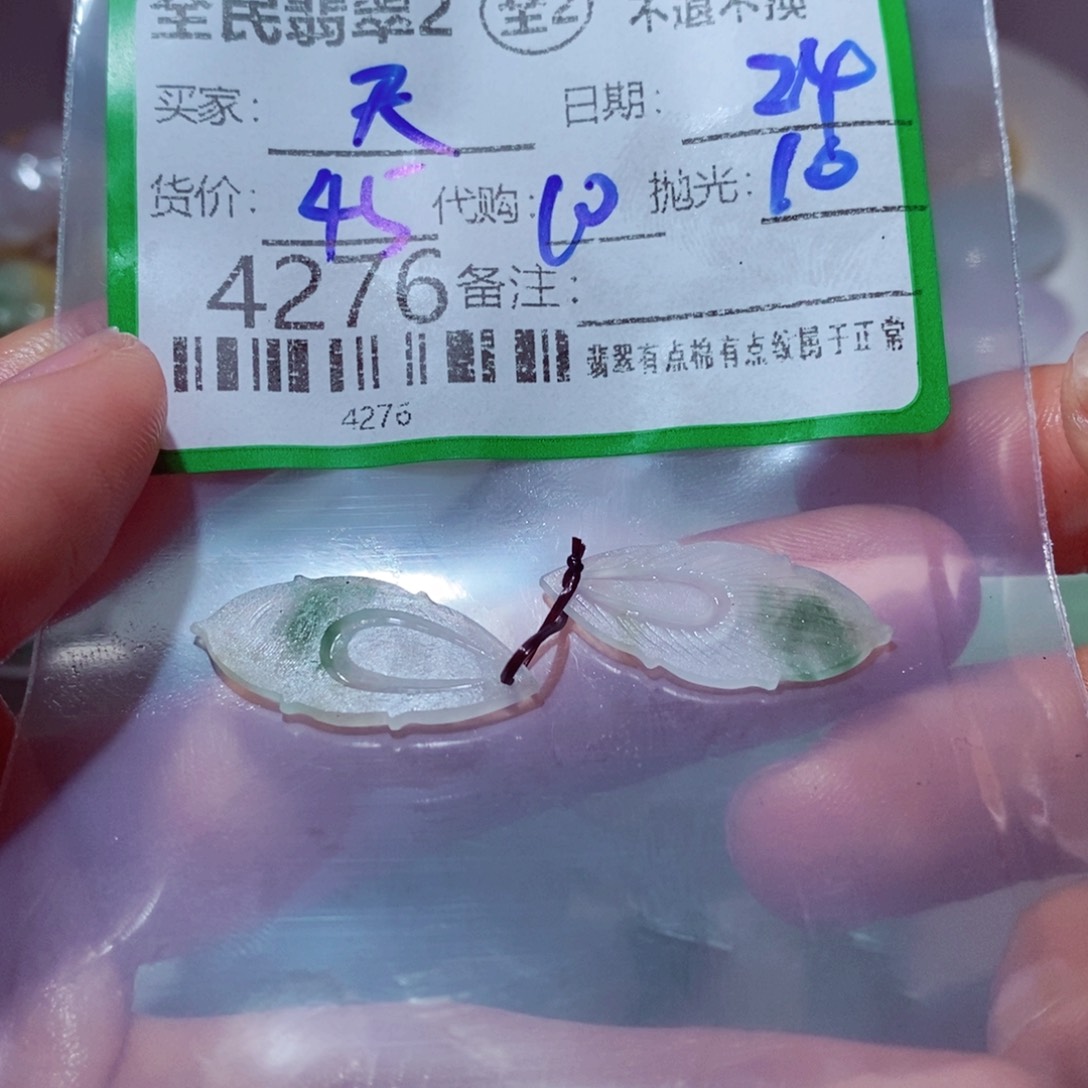 全民翡翠2 全2 不退不换
买家: 天 日期: 24
货价: 45 代购: 10 抛光: 10
4276 备注:
翡翠有点棉有点纹属于正常
4276